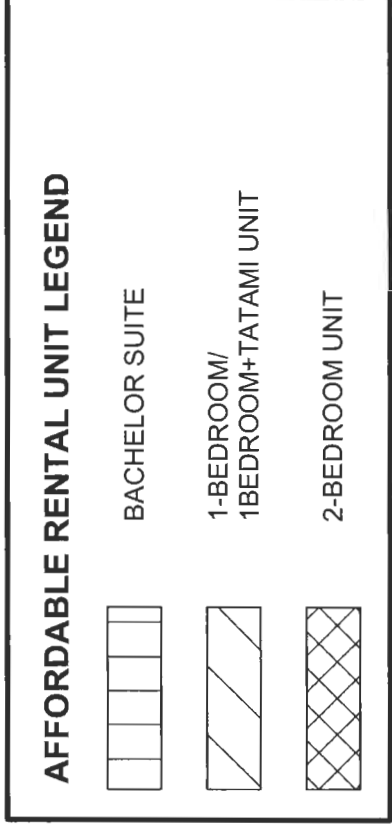 AFFORDABLE RENTAL UNIT LEGEND
BACHELOR SUITE
1-BEDROOM/
1BEDROOM+TATAMI UNIT
2-BEDROOM UNIT